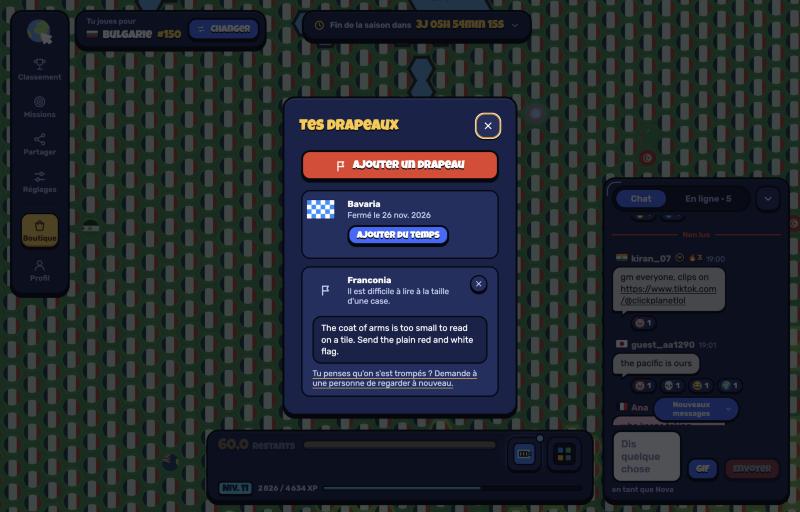 Tu joues pour
BULGARIE #150
CHANGER
Fin de la saison dans 3J 05H 54min 15s
Classement
Missions
Partager
Réglages
Boutique
Profil
Tes drapeaux
Ajouter un drapeau
Bavaria
Fermé le 26 nov. 2026
Ajouter du temps
Franconia
Il est difficile à lire à la taille
d'une case.
The coat of arms is too small to read
on a tile. Send the plain red and white
flag.
Tu penses qu'on s'est trompés ? Demande à
une personne de regarder à nouveau.
Chat
En ligne • 5
Non lus
kiran_07 3 19:00
gm everyone, clips on
https://www.tiktok.com
/@clickplanetlol
1
guest_aa1290 19:01
the pacific is ours
1 1 1 1
Ana
Nouveaux
messages
Dis
quelque
chose
GIF
Envoyer
en tant que Nova
60,0 restants
NIV. 11 2 826 / 4 634 XP